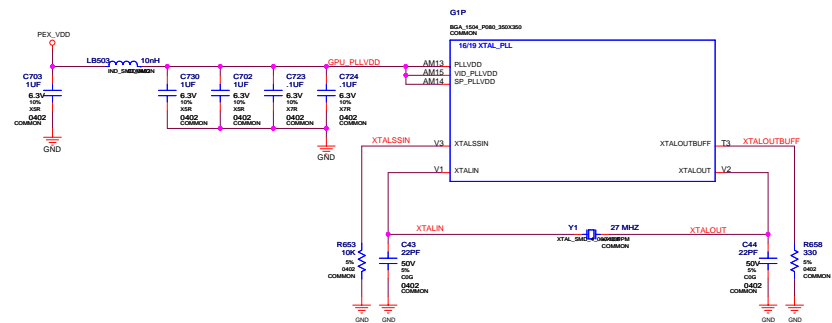 G1P
BGA_1504_P080_350X350
COMMON
16/19 XTAL_PLL
PEX_VDD
LB503 10nH
GPU_PLLVDD
AM13 PLLVDD
AM15 VID_PLLVDD
AM14 SP_PLLVDD
C703
1UF
6.3V
10%
X5R
0402
COMMON
GND
C730
1UF
6.3V
10%
X5R
0402
COMMON
C702
1UF
6.3V
10%
X5R
0402
COMMON
C723
.1UF
6.3V
10%
X7R
0402
COMMON
C724
.1UF
6.3V
10%
X7R
0402
COMMON
GND
XTALSSIN V3 XTALSSIN
XTALOUTBUFF T3 XTALOUTBUFF
V1 XTALIN
XTALOUT V2
XTALIN
Y1 27 MHZ
COMMON
XTALOUT
R653
10K
5%
0402
COMMON
GND
C43
22PF
50V
5%
C0G
0402
COMMON
GND
C44
22PF
50V
5%
C0G
0402
COMMON
GND
R658
330
5%
0402
COMMON
GND